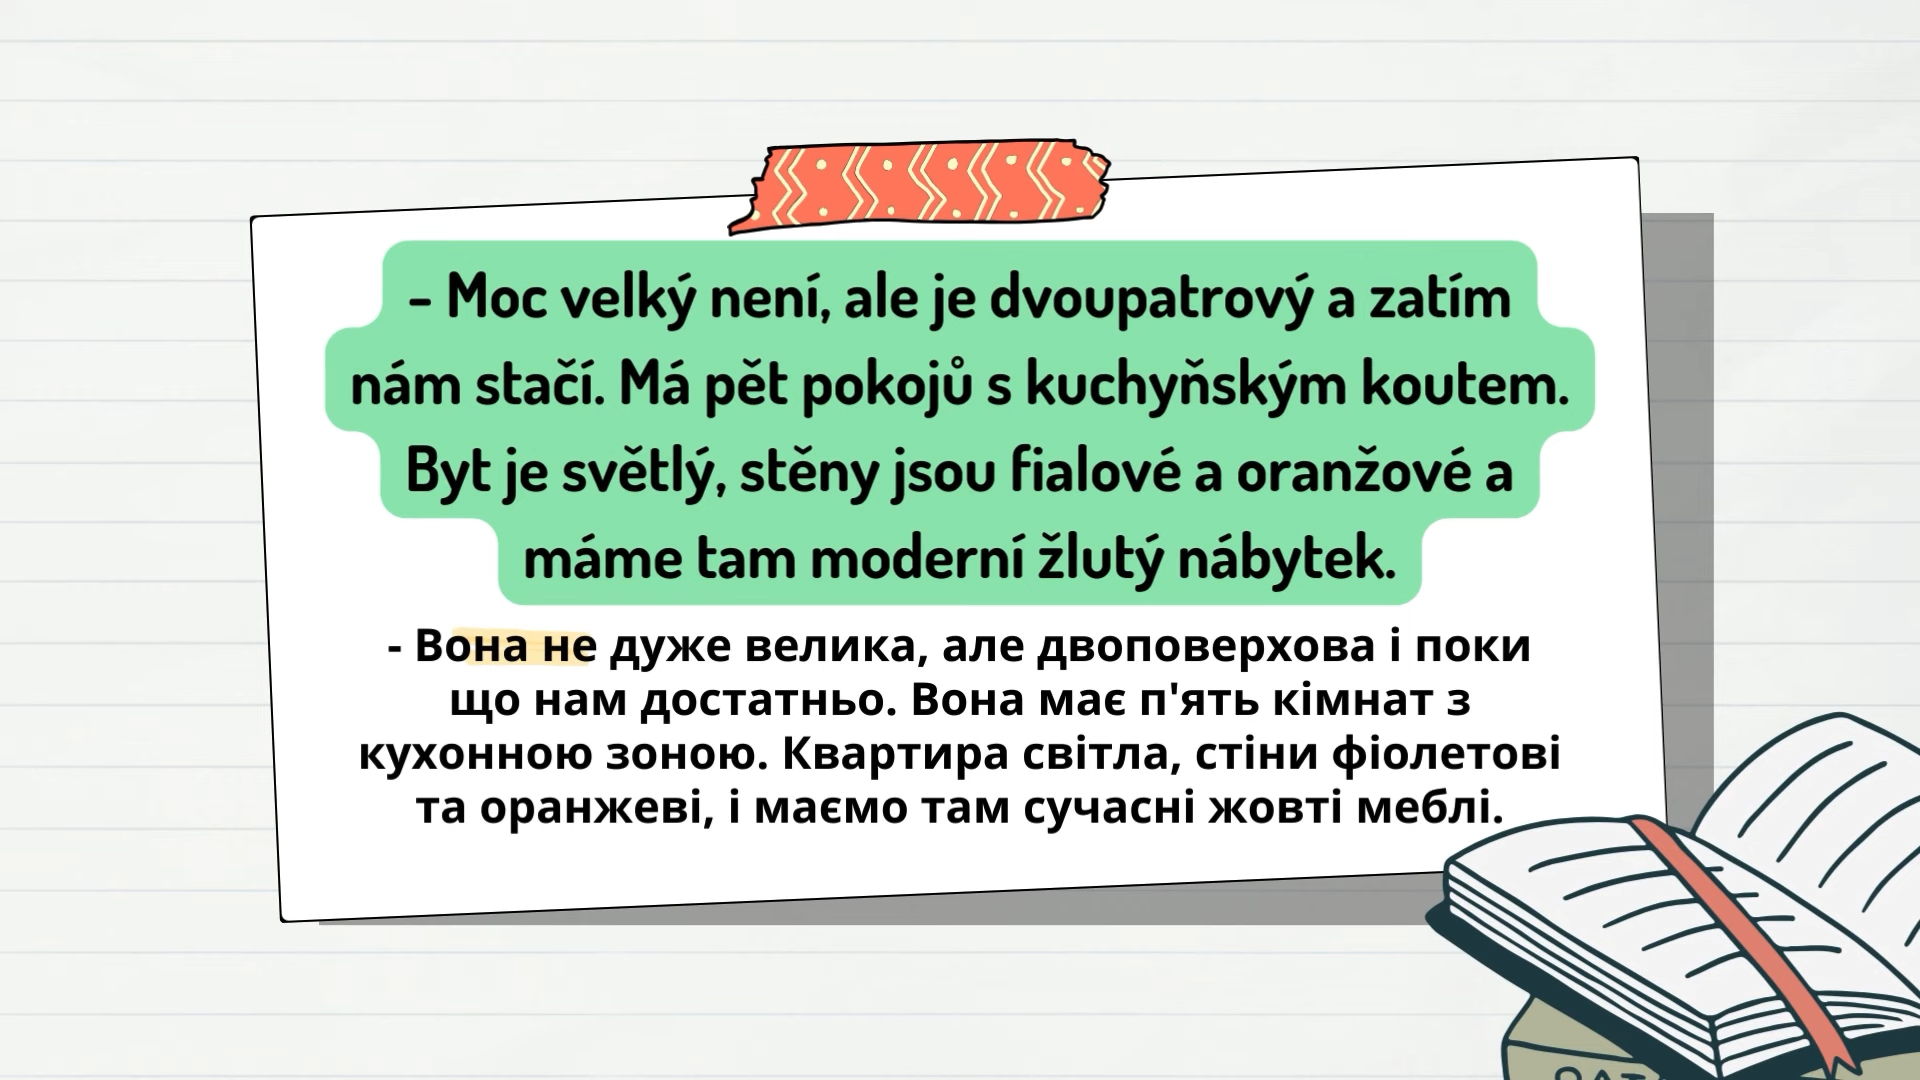 - Moc velký není, ale je dvoupatrový a zatím
nám stačí. Má pět pokojů s kuchyňským koutem.
Byt je světlý, stěny jsou fialové a oranžové a
máme tam moderní žlutý nábytek.
- Вона не дуже велика, але двоповерхова і поки
що нам достатньо. Вона має п'ять кімнат з
кухонною зоною. Квартира світла, стіни фіолетові
та оранжеві, і маємо там сучасні жовті меблі.